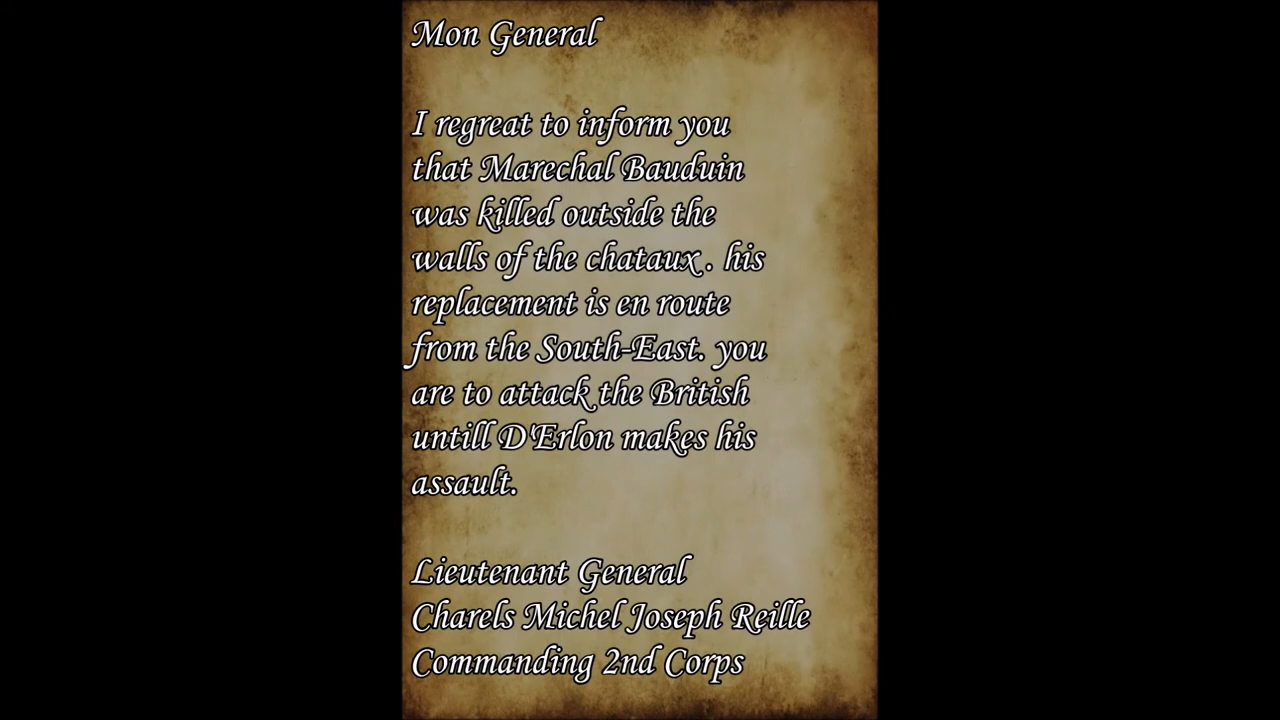 Mon General
I regreat to inform you
that Marechal Bauduin
was killed outside the
walls of the chataux . his
replacement is en route
from the South-East. you
are to attack the British
untill D'Erlon makes his
assault.
Lieutenant General
Charels Michel Joseph Reille
Commanding 2nd Corps